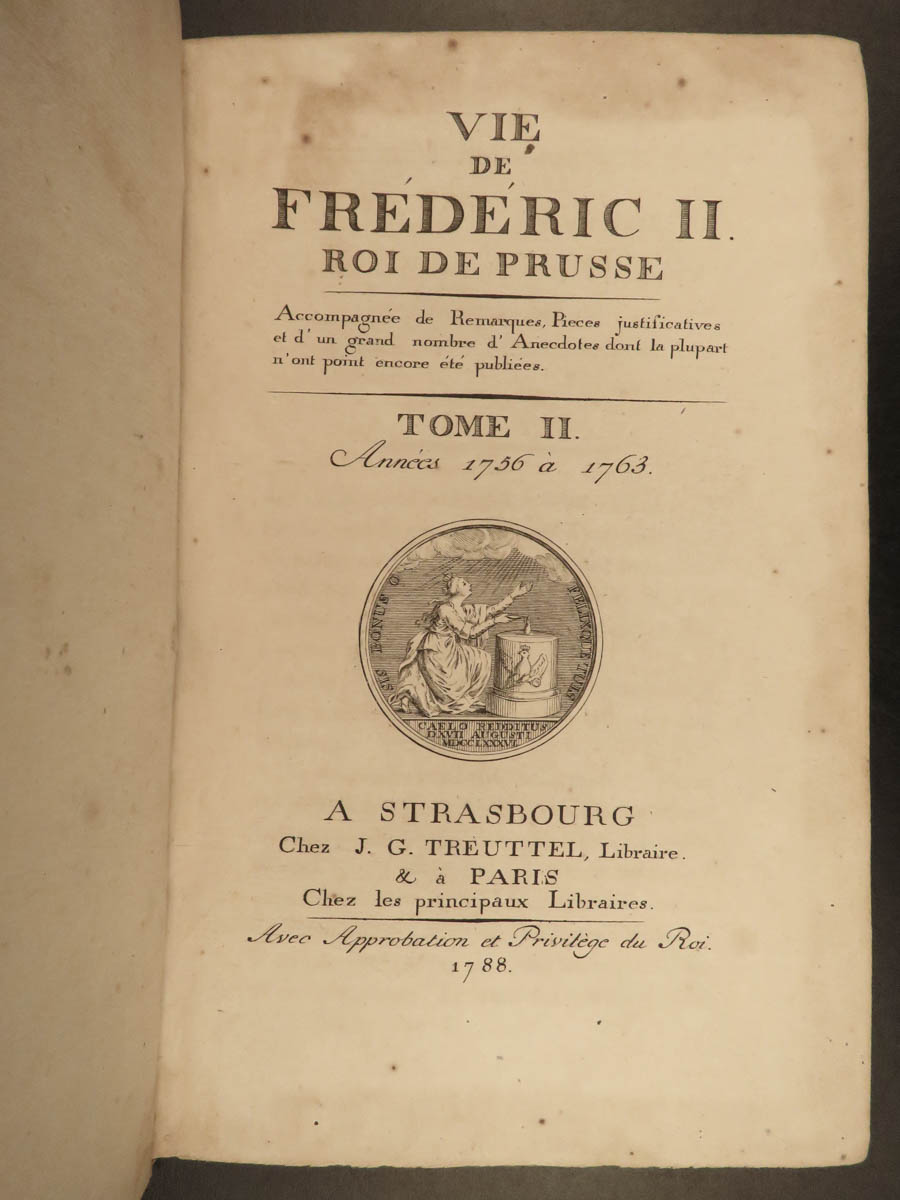 VIE
DE
FRÉDÉRIC II.
ROI DE PRUSSE
Accompagnée de Remarques, Pieces justificatives
et d'un grand nombre d'Anecdotes dont la plupart
n'ont point encore été publiées.
TOME II.
Années 1756 à 1763.
SIS BONUS O
FELIXQUE TUIS
CAELO REDDITUS
DXVII AUGUSTI
MDCCLXXXVI
A STRASBOURG
Chez J. G. TREUTTEL, Libraire.
& à PARIS
Chez les principaux Libraires.
Avec Approbation et Privilège du Roi.
1788.